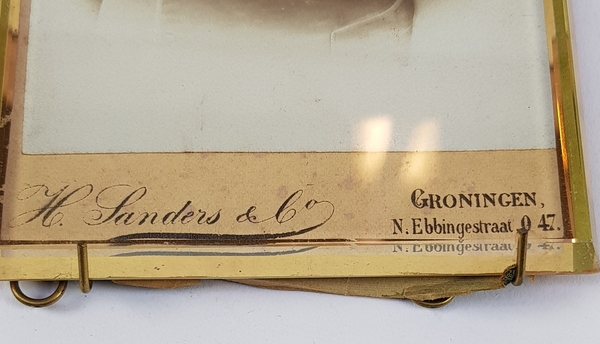 H. Sanders & Co
GRONINGEN,
N. Ebbingestraat O 47.